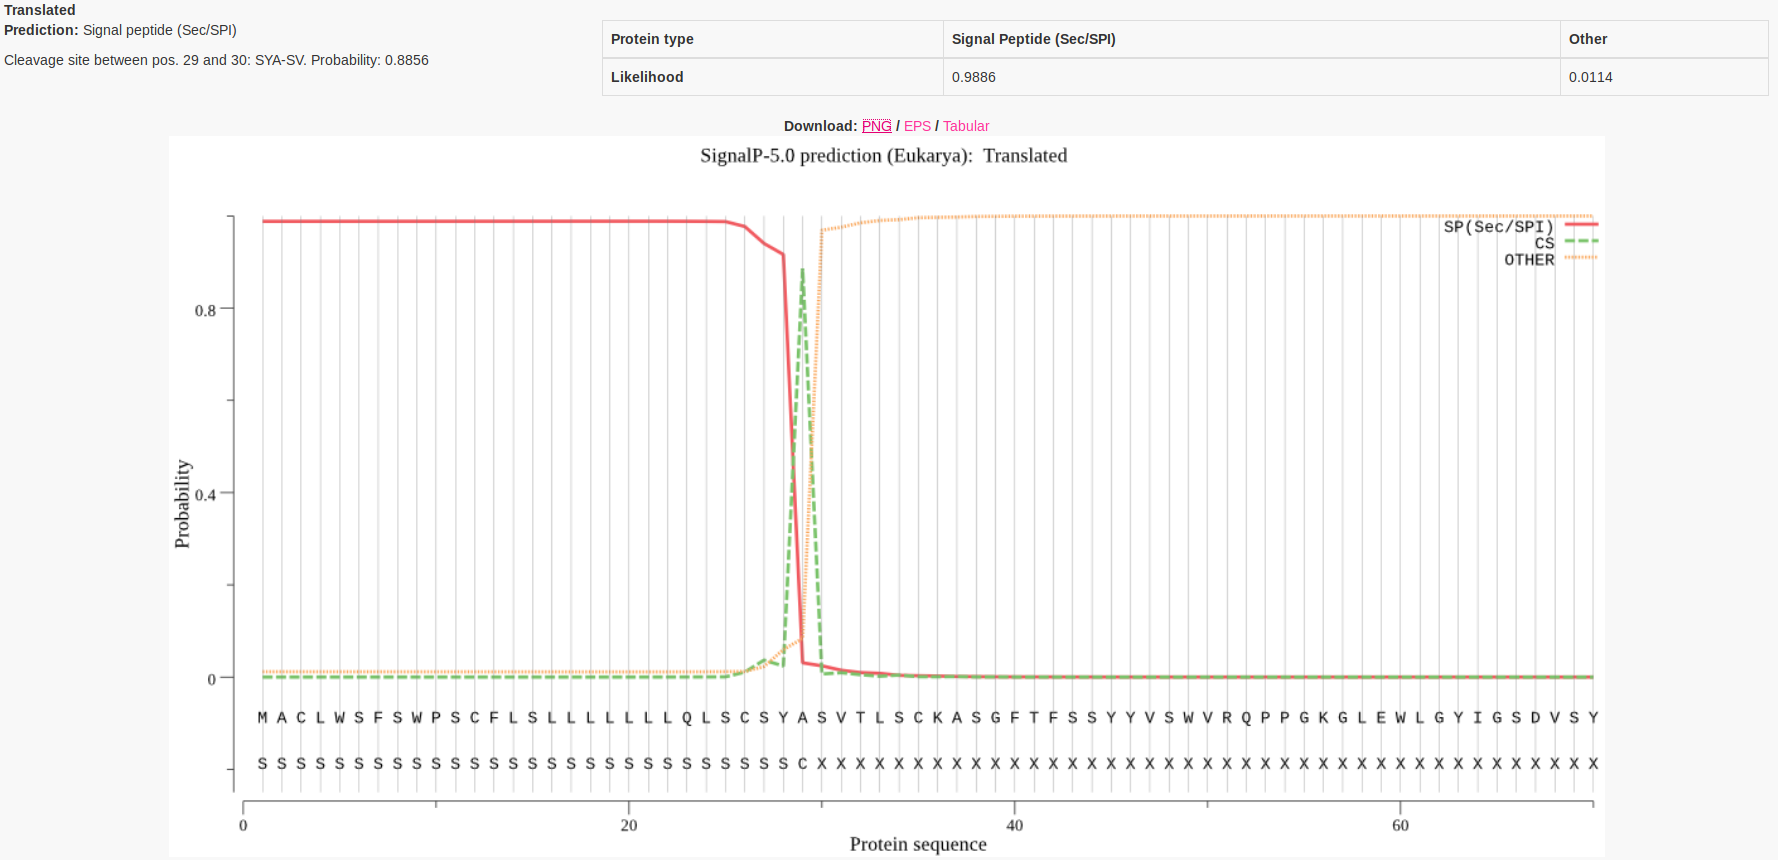 Translated
Prediction: Signal peptide (Sec/SPI)
Cleavage site between pos. 29 and 30: SYA-SV. Probability: 0.8856
Protein type Signal Peptide (Sec/SPI) Other
Likelihood 0.9886 0.0114
Download: PNG / EPS / Tabular
SignalP-5.0 prediction (Eukarya): Translated
SP(Sec/SPI)
CS
OTHER
0.8
0.4
0
Probability
M A C L W S F S W P S C F L S L L L L L L L Q L S C S Y A S V T L S C K A S G F T F S S Y Y V S W V R Q P P G K G L E W L G Y I G S D V S Y
S S S S S S S S S S S S S S S S S S S S S S S S S S S S C X X X X X X X X X X X X X X X X X X X X X X X X X X X X X X X X X X X X X X X X X
0 20 40 60
Protein sequence